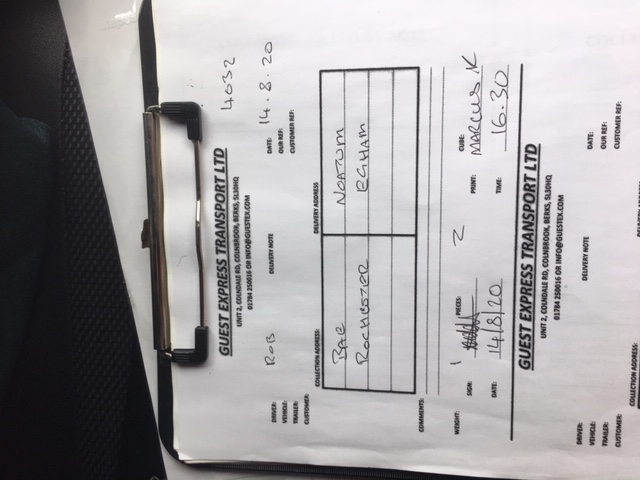 GUEST EXPRESS TRANSPORT LTD
4032
UNIT 2, COLNDALE RD, COLNBROOK, BERKS, SL30HQ
01784 250016 OR INFO@GUESTEX.COM
DRIVER: ROB DELIVERY NOTE DATE: 14.8.20
VEHICLE: OUR REF:
TRAILER: CUSTOMER REF:
CUSTOMER:
COLLECTION ADDRESS: DELIVERY ADDRESS
BAE NOATUM
ROCHESTER EGHAM
COMMENTS:
WEIGHT: 1 PIECES: 2 CUBE:
SIGN: PRINT: MARCUS K
DATE: 14/8/20 TIME: 16.30
GUEST EXPRESS TRANSPORT LTD
UNIT 2, COLNDALE RD, COLNBROOK, BERKS, SL30HQ
01784 250016 OR INFO@GUESTEX.COM
DRIVER: DELIVERY NOTE DATE:
VEHICLE: OUR REF:
TRAILER: CUSTOMER REF:
CUSTOMER:
COLLECTION ADDRESS: DELIVERY ADDRESS